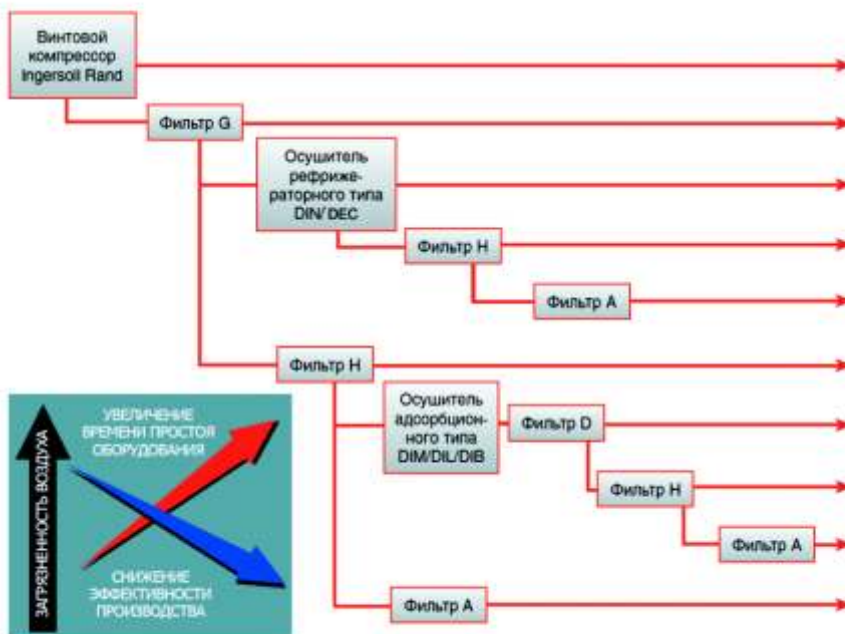 Винтовой
компрессор
Ingersoll Rand
Фильтр G
Осушитель
рефриже-
раторного типа
DIN/DEC
Фильтр H
Фильтр A
Фильтр H
Осушитель
адсорбцион-
ного типа
DIM/DIL/DIB
Фильтр D
Фильтр H
Фильтр A
Фильтр A
ЗАГРЯЗНЕННОСТЬ ВОЗДУХА
УВЕЛИЧЕНИЕ
ВРЕМЕНИ ПРОСТОЯ
ОБОРУДОВАНИЯ
СНИЖЕНИЕ
ЭФФЕКТИВНОСТИ
ПРОИЗВОДСТВА